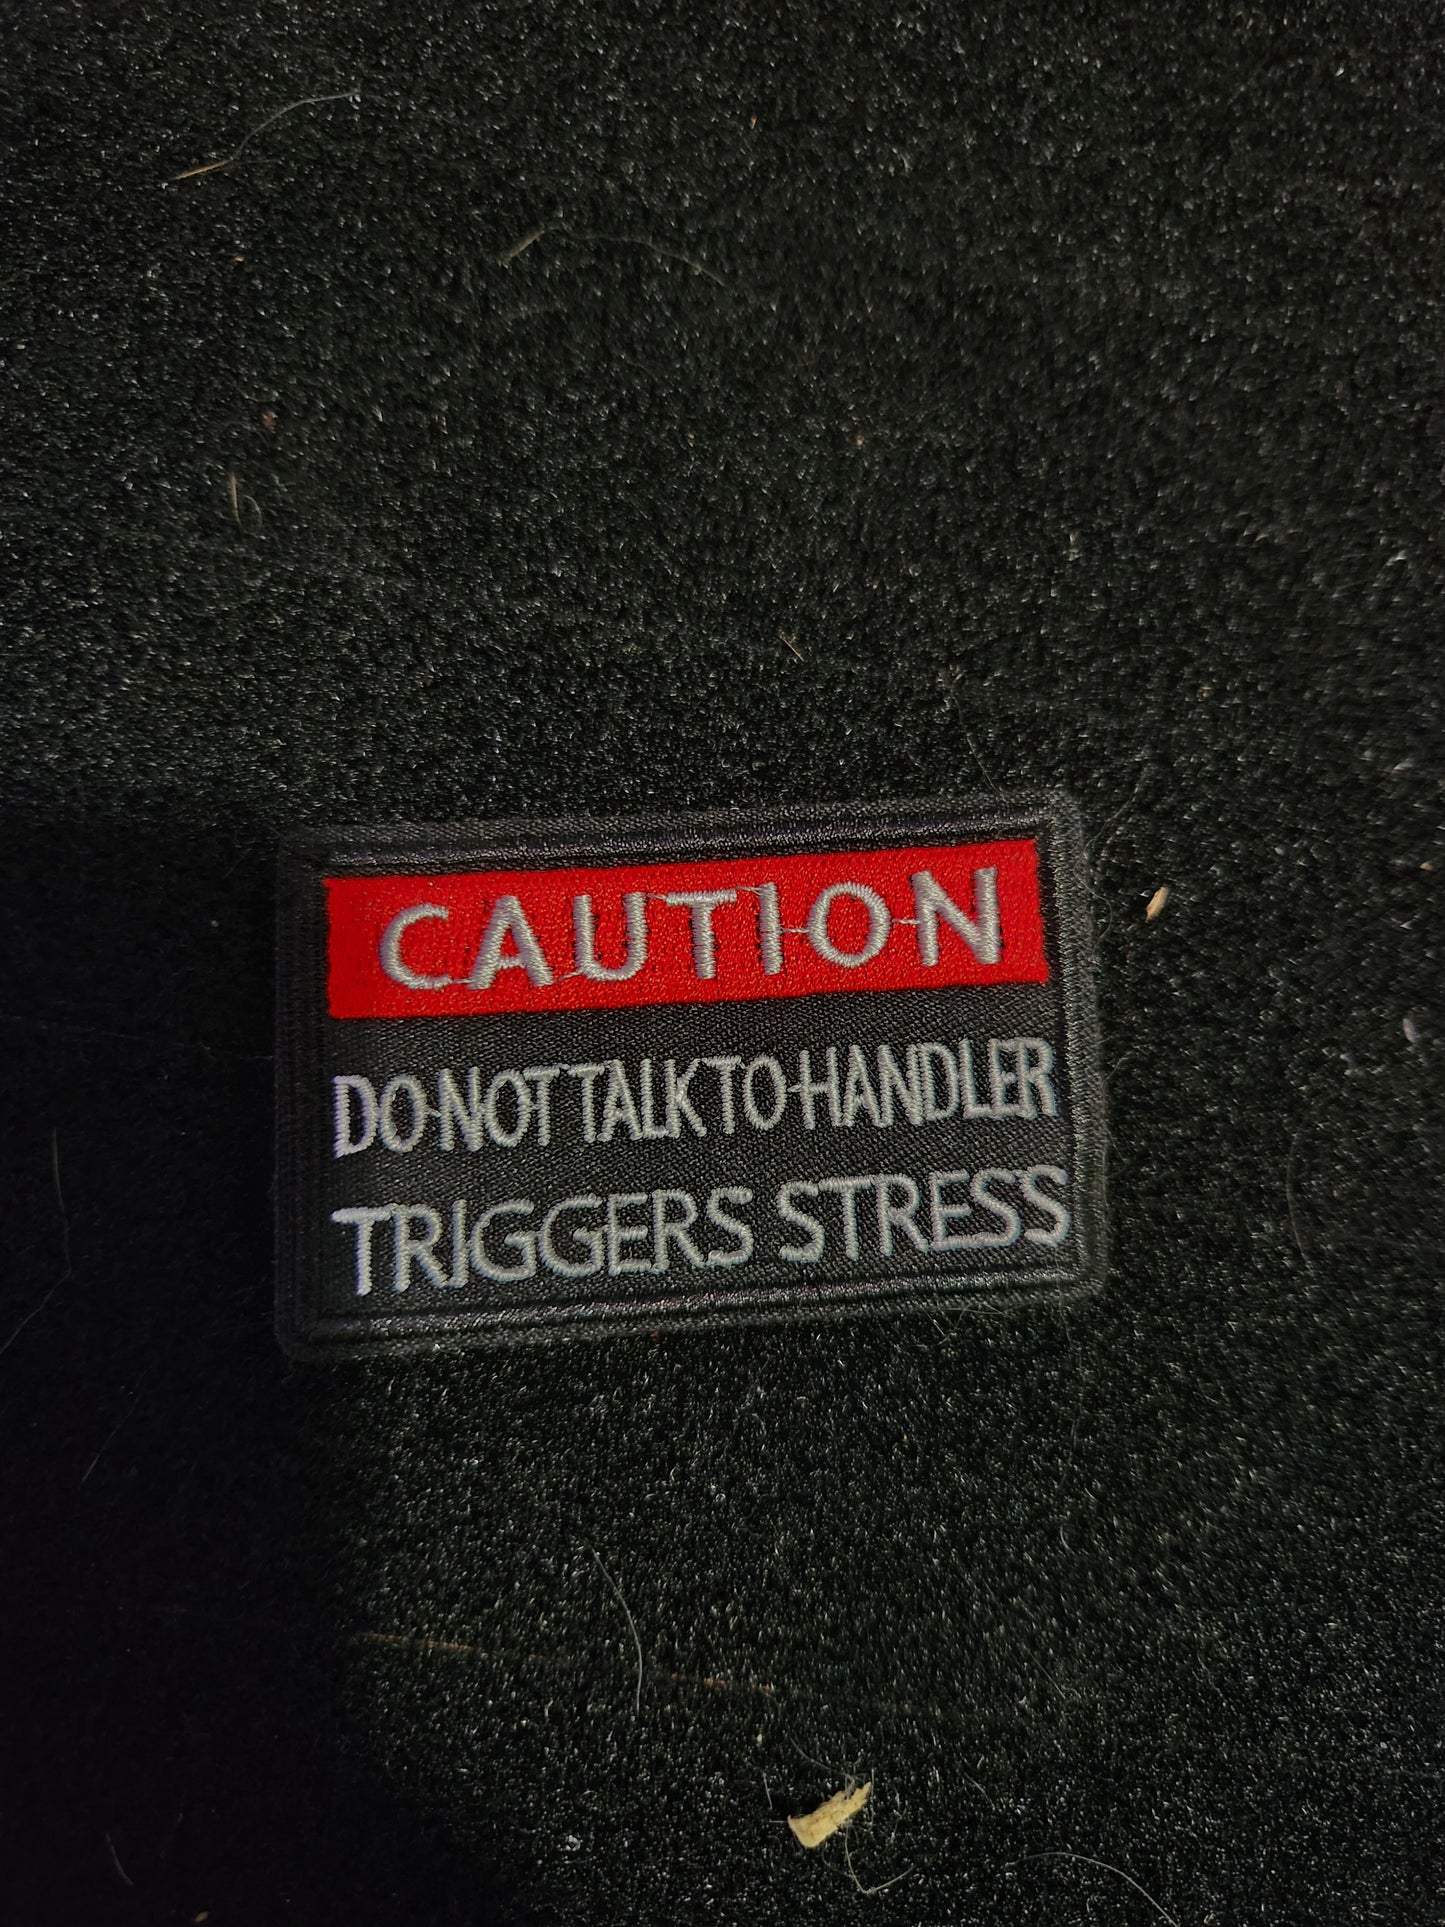 CAUTION
DO NOT TALK TO HANDLER
TRIGGERS STRESS